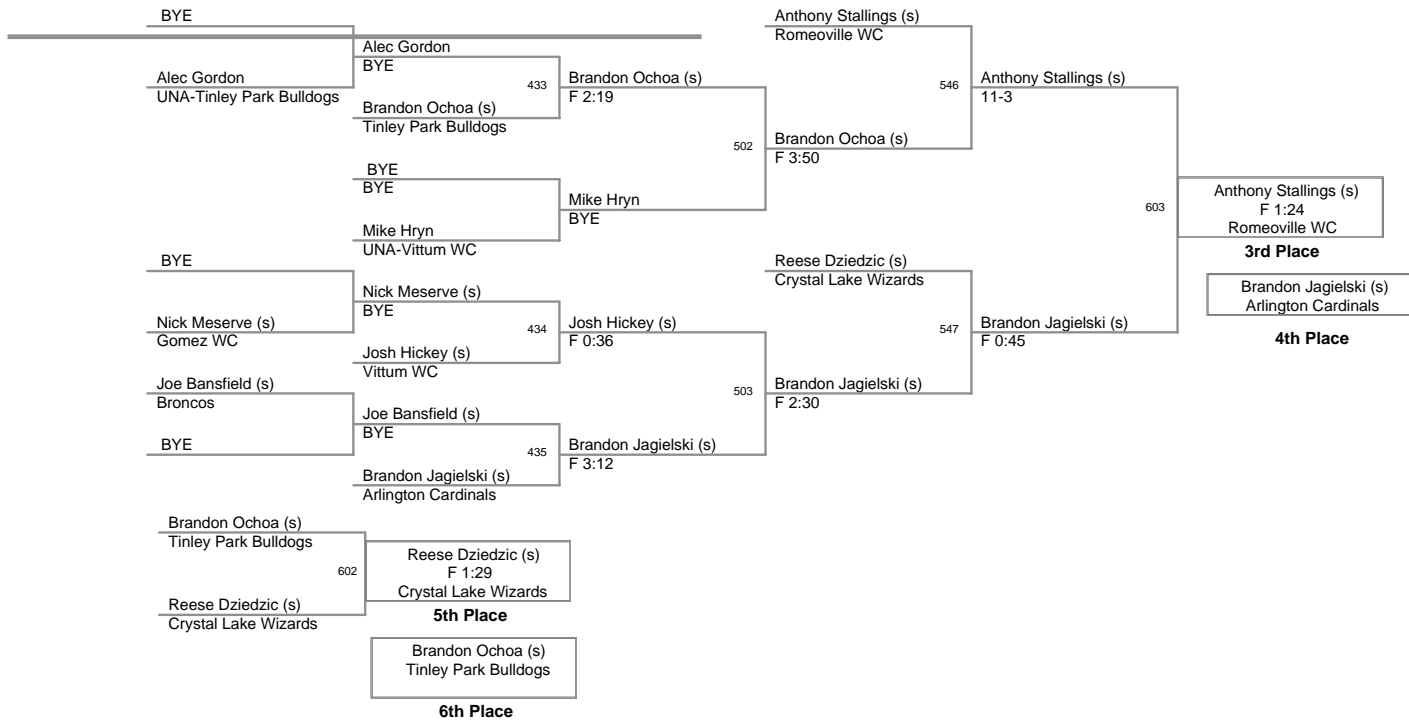 BYE
Anthony Stallings (s)
Romeoville WC
Alec Gordon
BYE
Alec Gordon
UNA-Tinley Park Bulldogs
433
Brandon Ochoa (s)
F 2:19
546
Anthony Stallings (s)
11-3
Brandon Ochoa (s)
Tinley Park Bulldogs
502
Brandon Ochoa (s)
F 3:50
BYE
BYE
Mike Hryn
BYE
603
Anthony Stallings (s)
F 1:24
Romeoville WC
3rd Place
Mike Hryn
UNA-Vittum WC
BYE
Reese Dziedzic (s)
Crystal Lake Wizards
Brandon Jagielski (s)
Arlington Cardinals
4th Place
Nick Meserve (s)
BYE
Nick Meserve (s)
Gomez WC
434
Josh Hickey (s)
F 0:36
547
Brandon Jagielski (s)
F 0:45
Josh Hickey (s)
Vittum WC
Joe Bansfield (s)
Broncos
503
Brandon Jagielski (s)
F 2:30
Joe Bansfield (s)
BYE
BYE
435
Brandon Jagielski (s)
F 3:12
Brandon Jagielski (s)
Arlington Cardinals
Brandon Ochoa (s)
Tinley Park Bulldogs
602
Reese Dziedzic (s)
F 1:29
Crystal Lake Wizards
5th Place
Reese Dziedzic (s)
Crystal Lake Wizards
Brandon Ochoa (s)
Tinley Park Bulldogs
6th Place